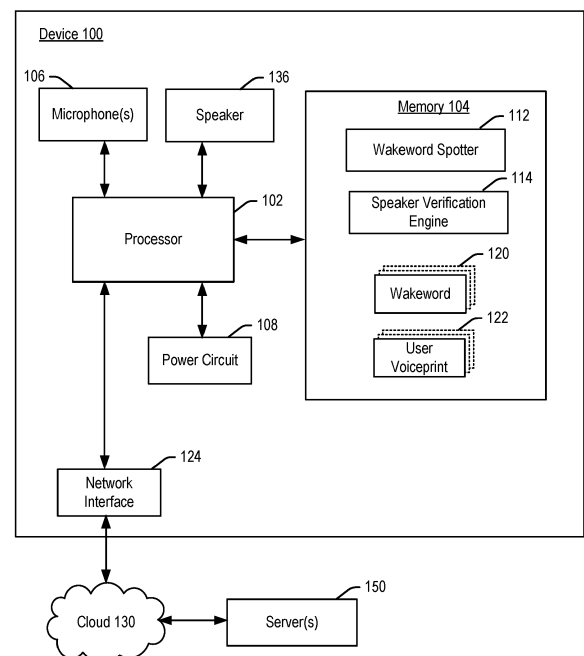 Device 100
106
136
Microphone(s)
Speaker
Memory 104
112
Wakeword Spotter
114
Speaker Verification
Engine
102
Processor
120
Wakeword
122
User
Voiceprint
108
Power Circuit
124
Network
Interface
Cloud 130
150
Server(s)